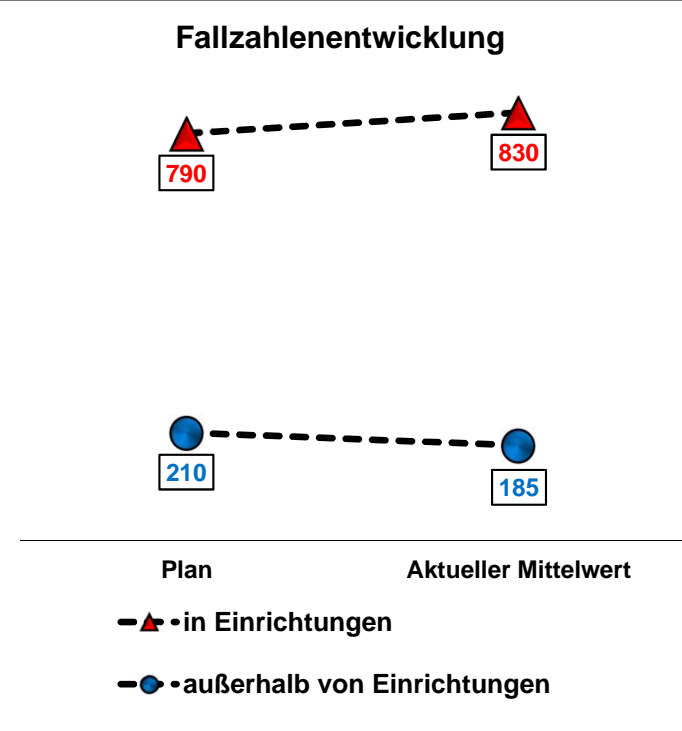 Fallzahlenentwicklung
790
830
210
185
Plan
Aktueller Mittelwert
in Einrichtungen
außerhalb von Einrichtungen